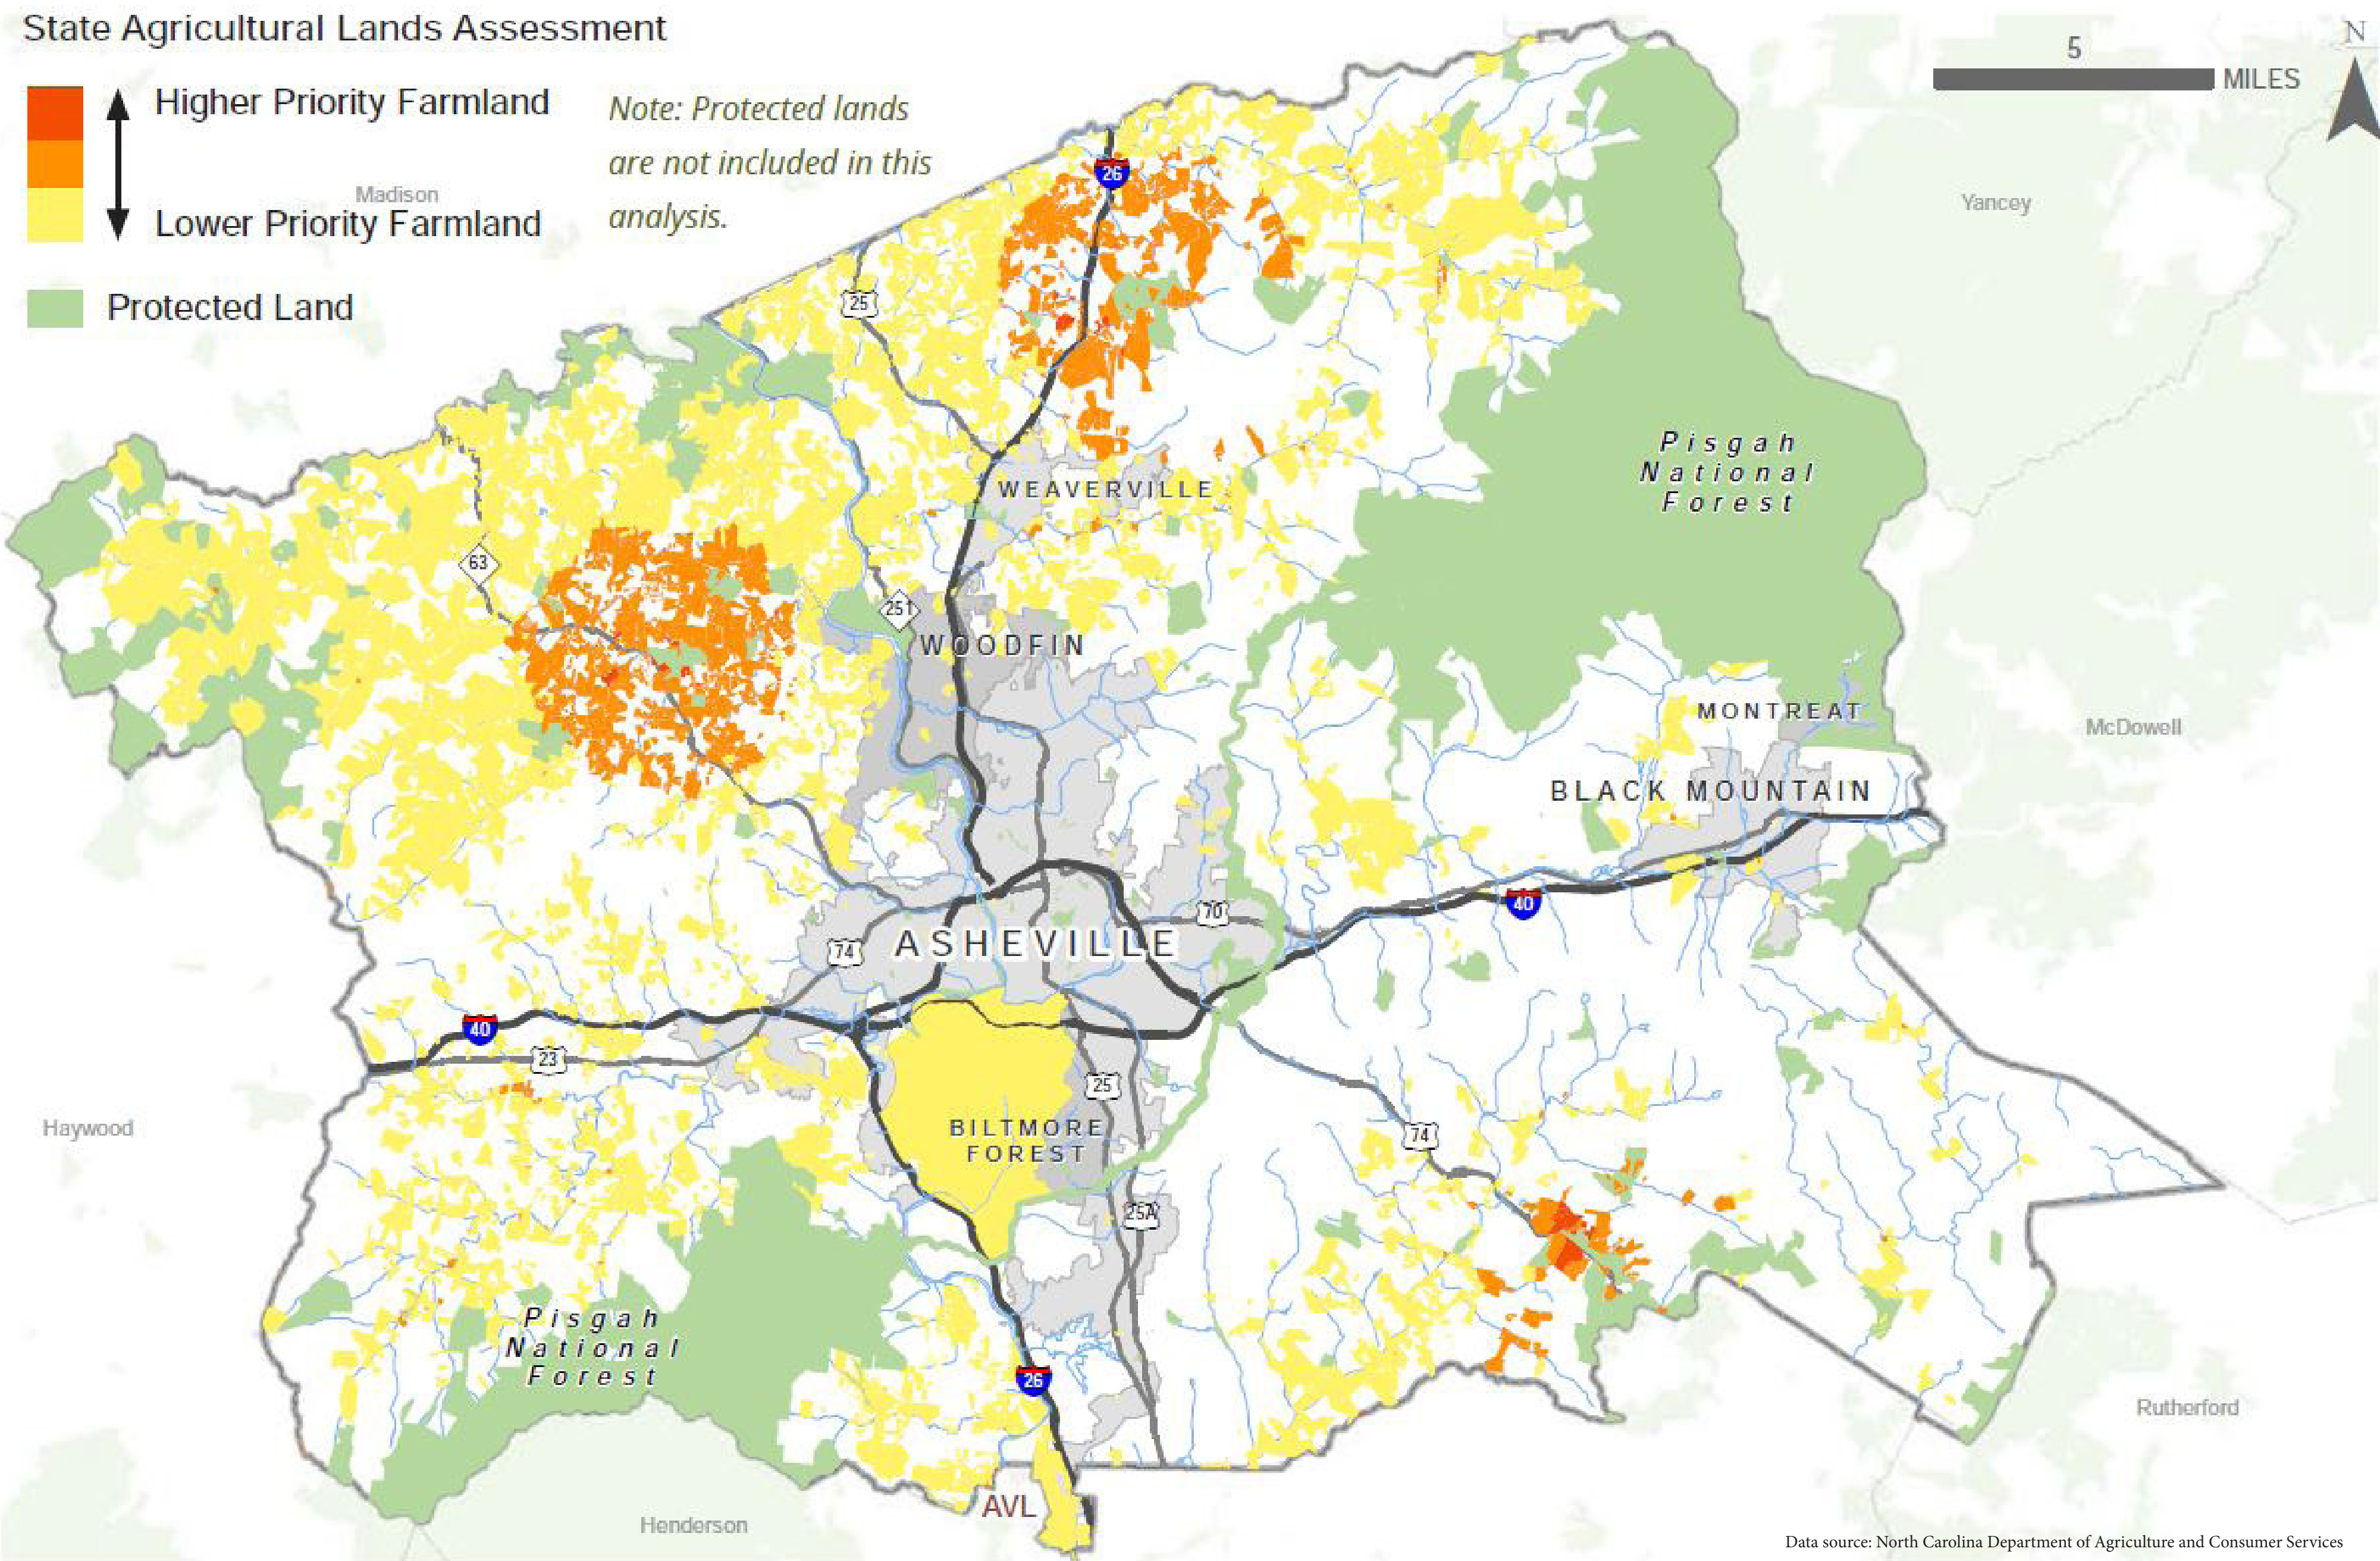 State Agricultural Lands Assessment
Higher Priority Farmland
Lower Priority Farmland
Protected Land
Note: Protected lands
are not included in this
analysis.
5
MILES
N
Madison
Yancey
26
25
63
251
WEAVERVILLE
WOODFIN
Pisgah
National
Forest
MONTREAT
McDowell
BLACK MOUNTAIN
40
70
74
ASHEVILLE
40
23
Haywood
25
BILTMORE
FOREST
74
25A
Pisgah
National
Forest
26
Rutherford
AVL
Henderson
Data source: North Carolina Department of Agriculture and Consumer Services